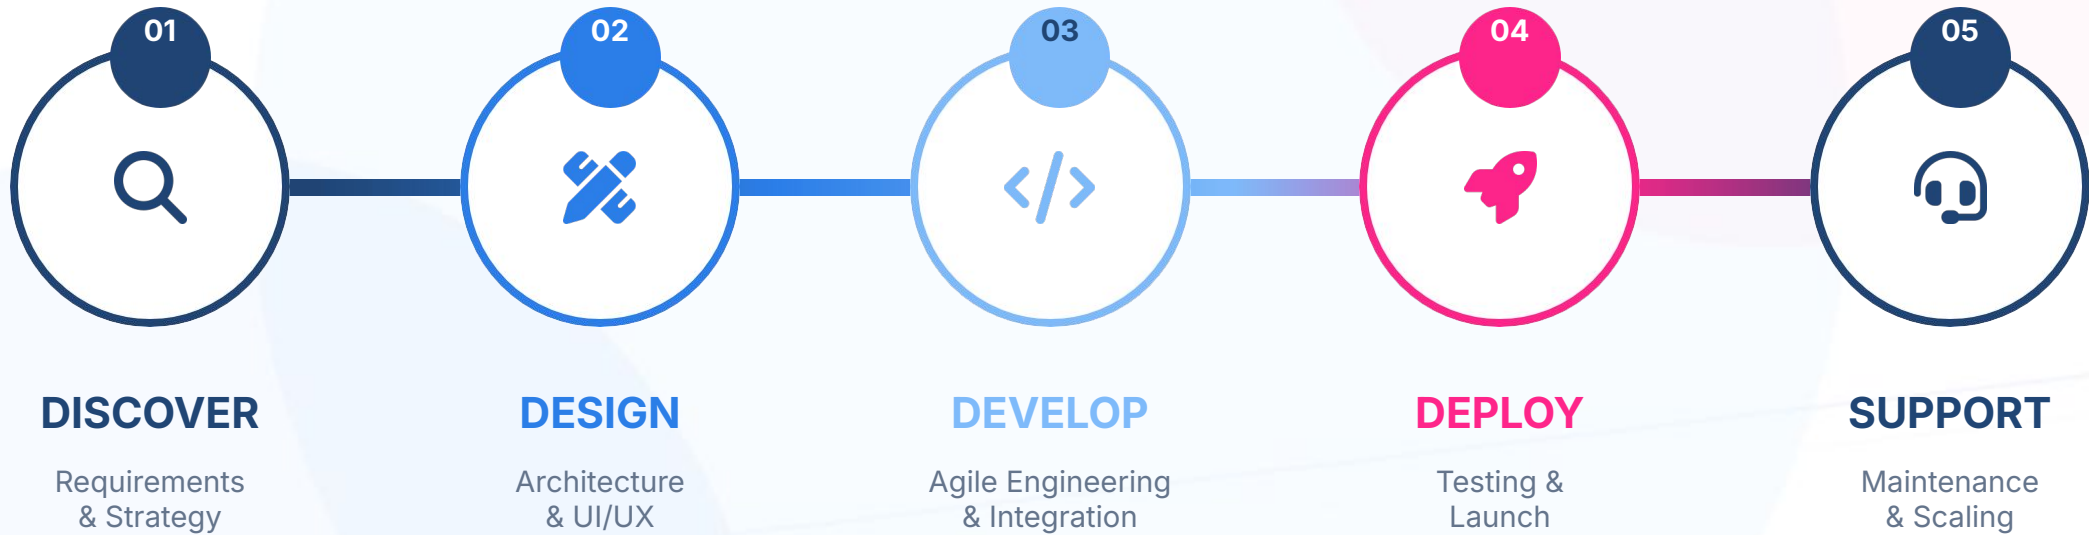 01
02
03
04
05
DISCOVER
DESIGN
DEVELOP
DEPLOY
SUPPORT
Requirements
& Strategy
Architecture
& UI/UX
Agile Engineering
& Integration
Testing &
Launch
Maintenance
& Scaling